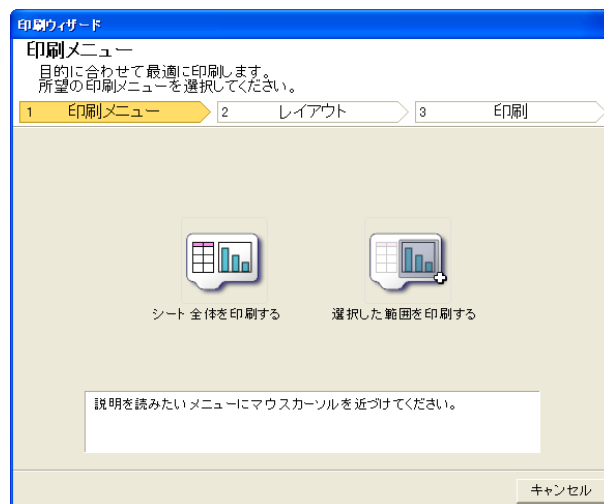 印刷ウィザード
印刷メニュー
目的に合わせて最適に印刷します。
所望の印刷メニューを選択してください。
1 印刷メニュー 2 レイアウト 3 印刷
シート全体を印刷する 選択した範囲を印刷する
説明を読みたいメニューにマウスカーソルを近づけてください。
キャンセル